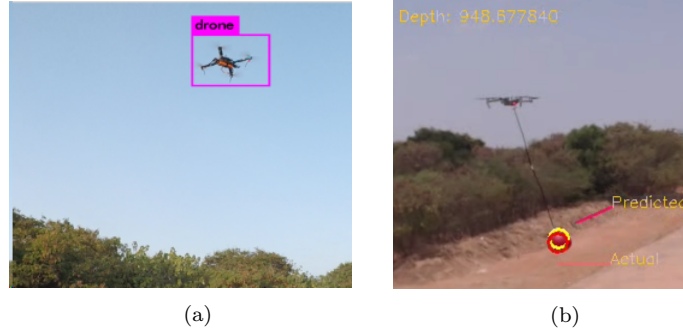 drone
Depth: 948.877840
Predicted
Actual
(a)
(b)